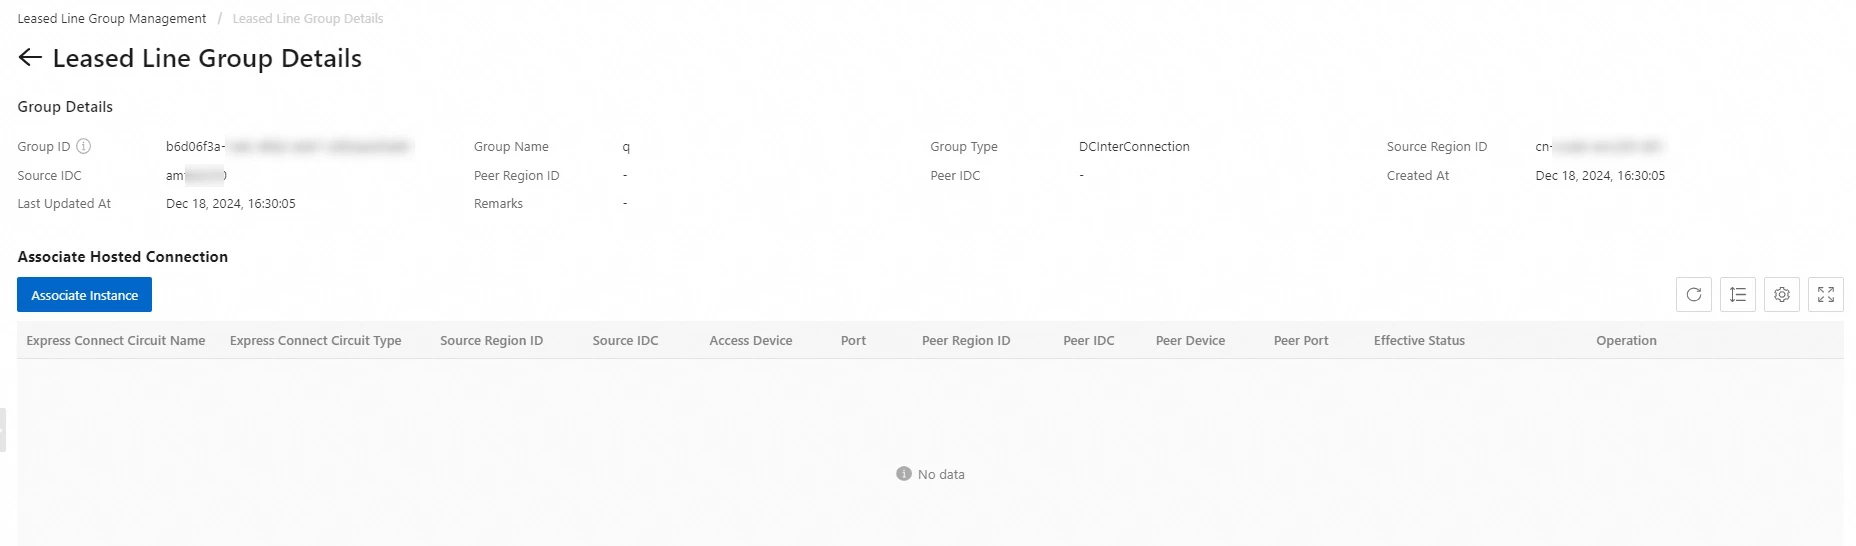 Leased Line Group Management / Leased Line Group Details
Leased Line Group Details
Group Details
Group ID b6d06f3a- Group Name q Group Type DCInterConnection Source Region ID cn-
Source IDC Peer Region ID - Peer IDC - Created At Dec 18, 2024, 16:30:05
Last Updated At Dec 18, 2024, 16:30:05 Remarks -
Associate Hosted Connection
Associate Instance
Express Connect Circuit Name Express Connect Circuit Type Source Region ID Source IDC Access Device Port Peer Region ID Peer IDC Peer Device Peer Port Effective Status Operation
No data